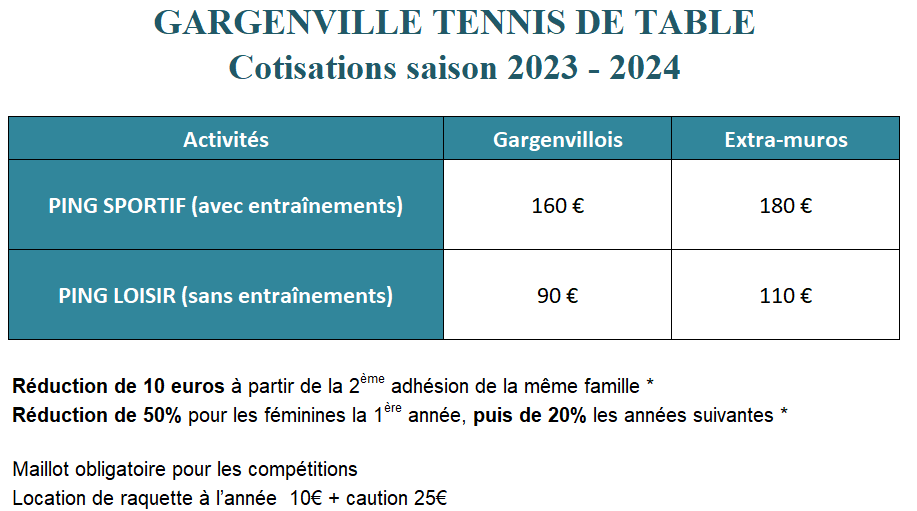 GARGENVILLE TENNIS DE TABLE
Cotisations saison 2023 - 2024
Activités Gargenvillois Extra-muros
PING SPORTIF (avec entraînements) 160 € 180 €
PING LOISIR (sans entraînements) 90 € 110 €
Réduction de 10 euros à partir de la 2ème adhésion de la même famille *
Réduction de 50% pour les féminines la 1ère année, puis de 20% les années suivantes *
Maillot obligatoire pour les compétitions
Location de raquette à l'année 10€ + caution 25€